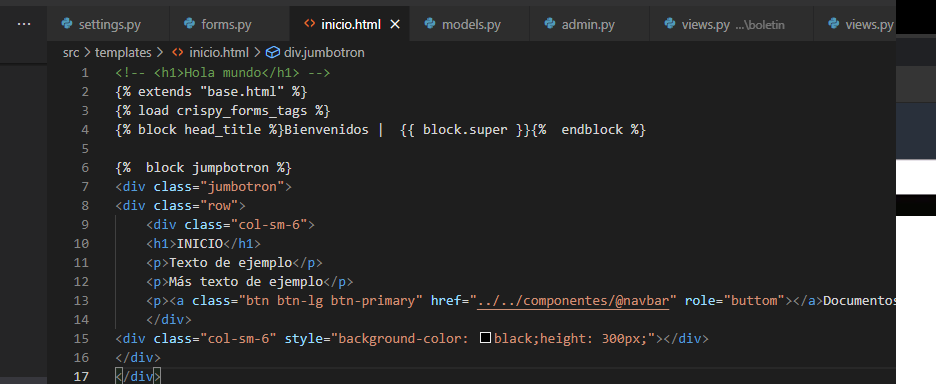 settings.py forms.py inicio.html models.py admin.py views.py ...\boletin views.py
src > templates > inicio.html > div.jumbotron
1 <!-- <h1>Hola mundo</h1> -->
2 {% extends "base.html" %}
3 {% load crispy_forms_tags %}
4 {% block head_title %}Bienvenidos |  {{ block.super }}{%  endblock %}
5
6 {%  block jumpbotron %}
7 <div class="jumbotron">
8 <div class="row">
9     <div class="col-sm-6">
10     <h1>INICIO</h1>
11     <p>Texto de ejemplo</p>
12     <p>Más texto de ejemplo</p>
13     <p><a class="btn btn-lg btn-primary" href="../../componentes/@navbar" role="buttom"></a>Documentos
14     </div>
15 <div class="col-sm-6" style="background-color: black;height: 300px;"></div>
16 </div>
17 </div>